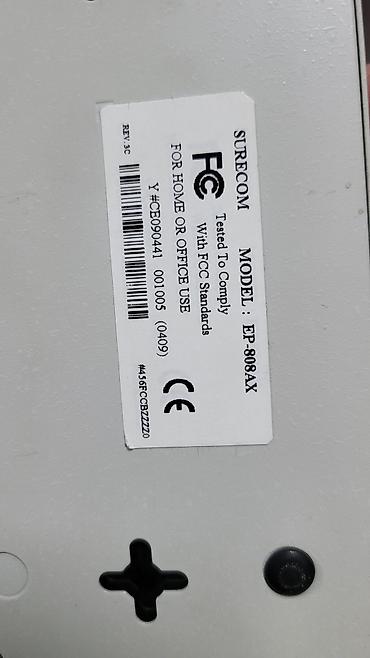 SURECOM MODEL : EP-808AX
FC Tested To Comply
With FCC Standards
FOR HOME OR OFFICE USE
CE
Y #CE090441 001005 (0409)
REV. 3C
#456FCCBZZZZ0